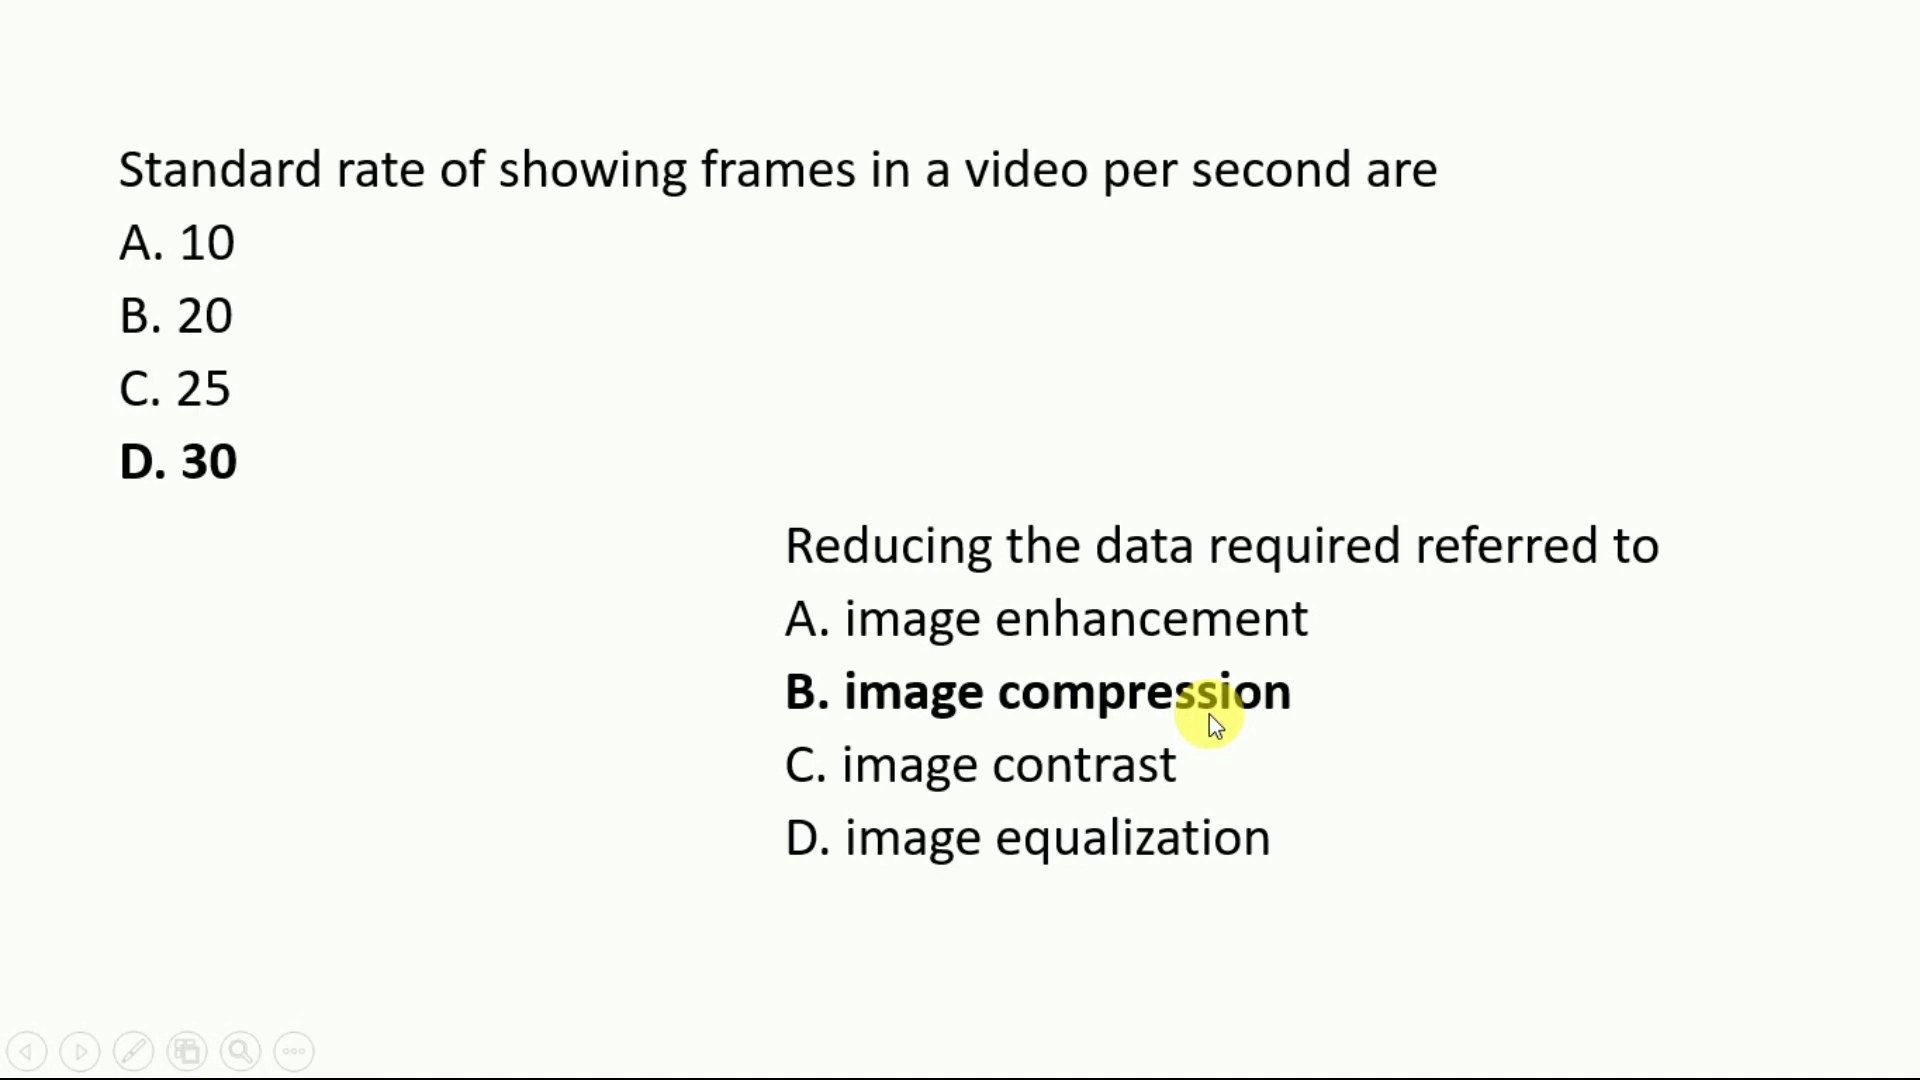 Standard rate of showing frames in a video per second are
A. 10
B. 20
C. 25
D. 30
Reducing the data required referred to
A. image enhancement
B. image compression
C. image contrast
D. image equalization